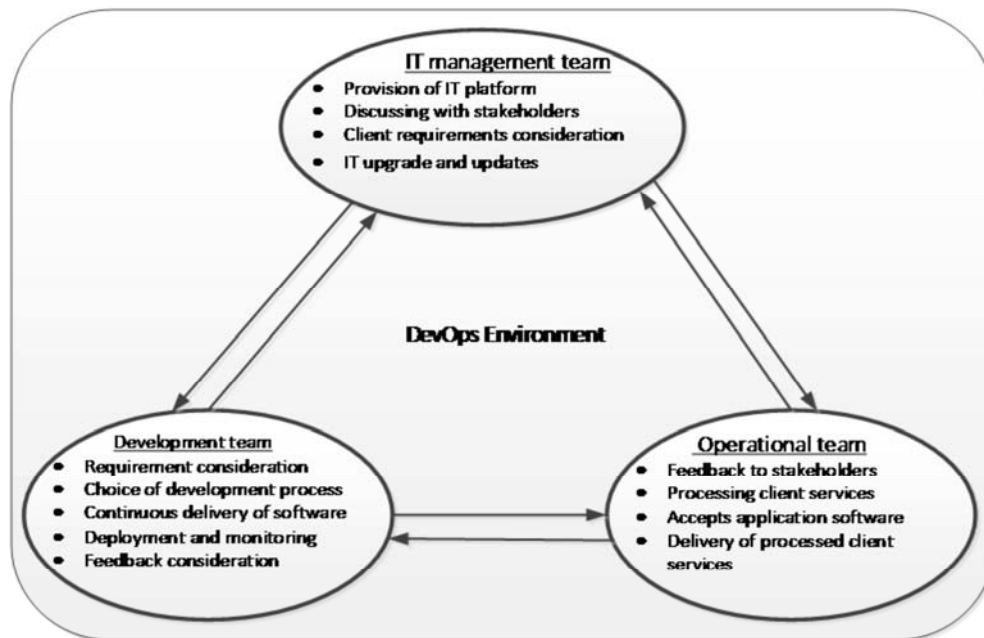 IT management team
• Provision of IT platform
• Discussing with stakeholders
• Client requirements consideration
• IT upgrade and updates
DevOps Environment
Development team
• Requirement consideration
• Choice of development process
• Continuous delivery of software
• Deployment and monitoring
• Feedback consideration
Operational team
• Feedback to stakeholders
• Processing client services
• Accepts application software
• Delivery of processed client
services